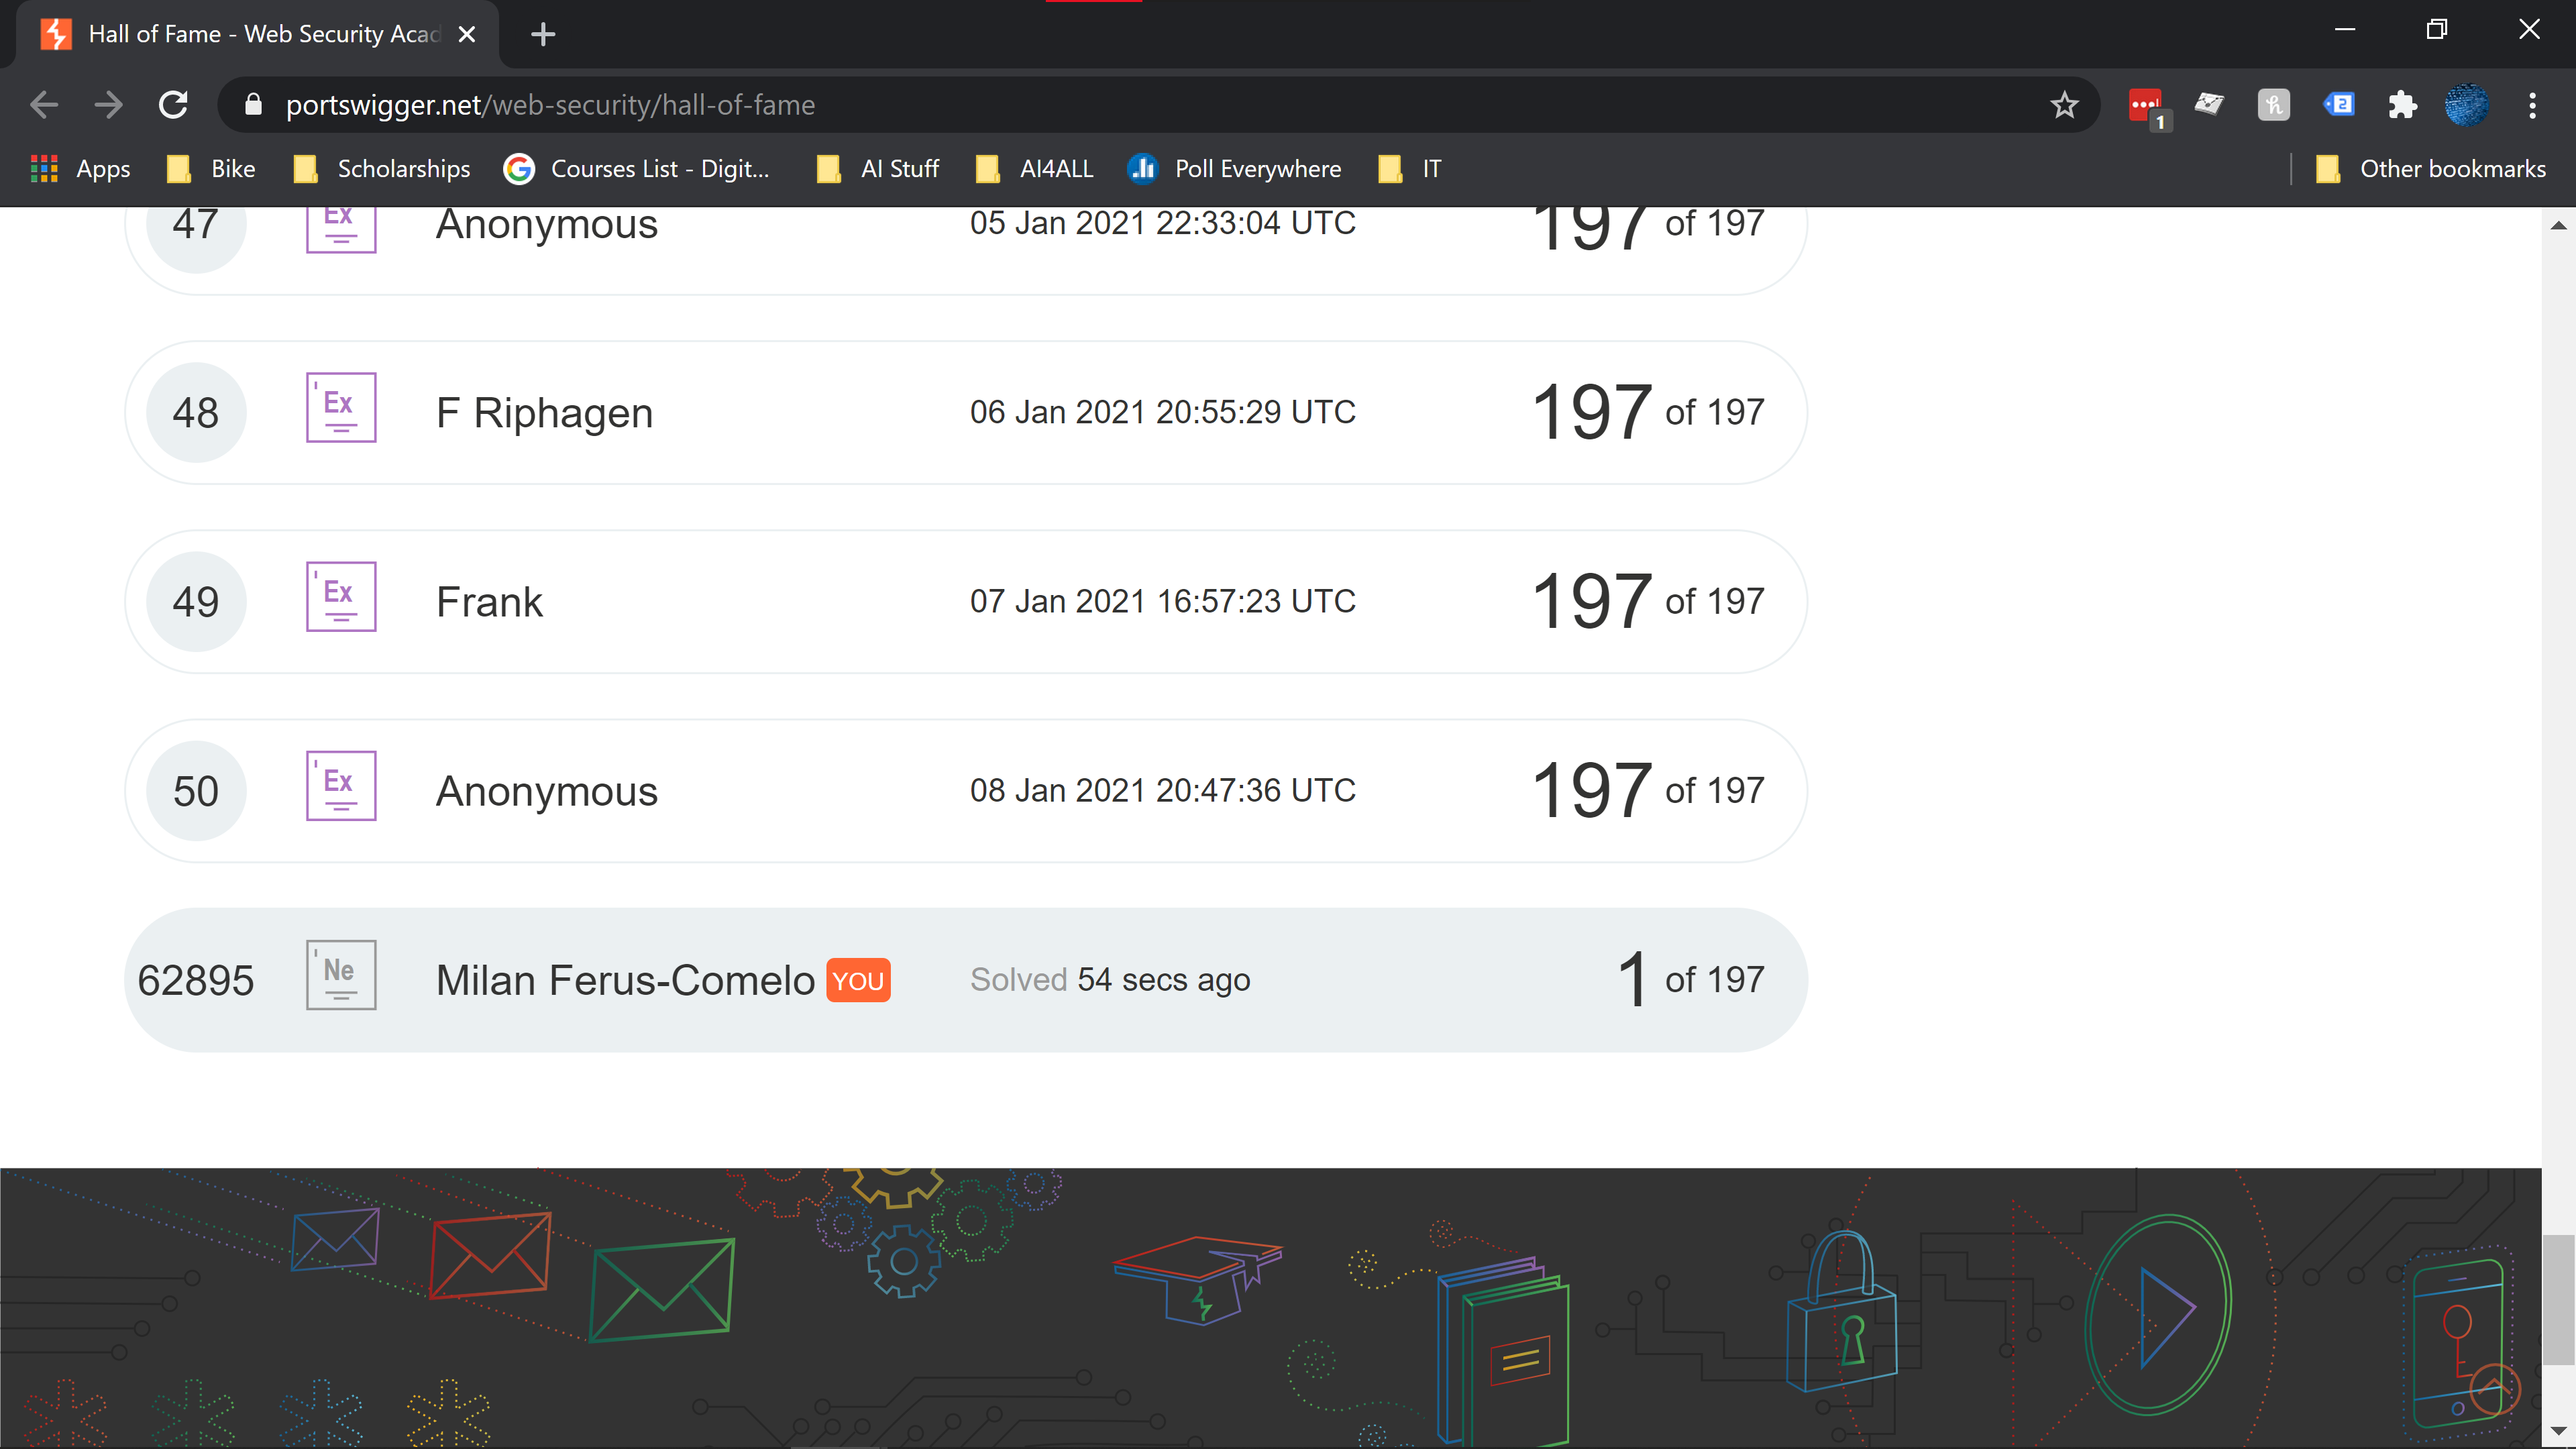 Hall of Fame - Web Security Acad
portswigger.net/web-security/hall-of-fame
1
2
Apps
Bike
Scholarships
Courses List - Digit...
AI Stuff
AI4ALL
Poll Everywhere
IT
Other bookmarks
47 Ex Anonymous 05 Jan 2021 22:33:04 UTC 197 of 197
48 Ex F Riphagen 06 Jan 2021 20:55:29 UTC 197 of 197
49 Ex Frank 07 Jan 2021 16:57:23 UTC 197 of 197
50 Ex Anonymous 08 Jan 2021 20:47:36 UTC 197 of 197
62895 Ne Milan Ferus-Comelo YOU Solved 54 secs ago 1 of 197